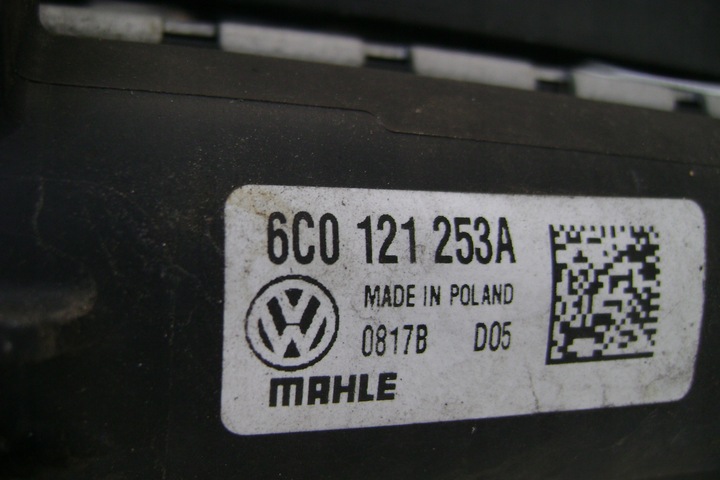 6C0 121 253A
MADE IN POLAND
0817B D05
MAHLE